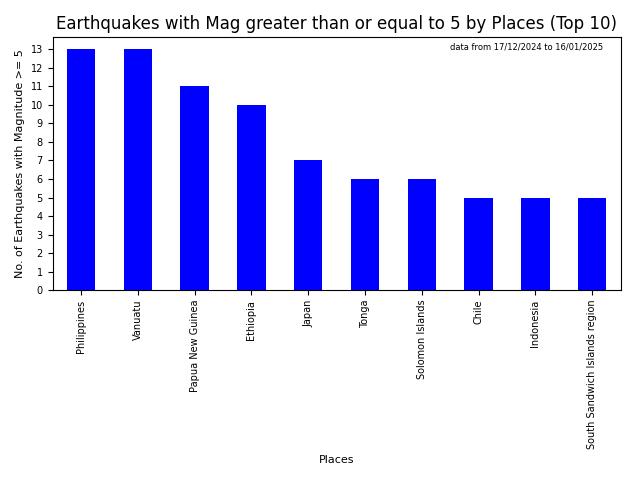 Earthquakes with Mag greater than or equal to 5 by Places (Top 10)
data from 17/12/2024 to 16/01/2025
No. of Earthquakes with Magnitude >= 5
13
12
11
10
9
8
7
6
5
4
3
2
1
0
Philippines
Vanuatu
Papua New Guinea
Ethiopia
Japan
Tonga
Solomon Islands
Chile
Indonesia
South Sandwich Islands region
Places